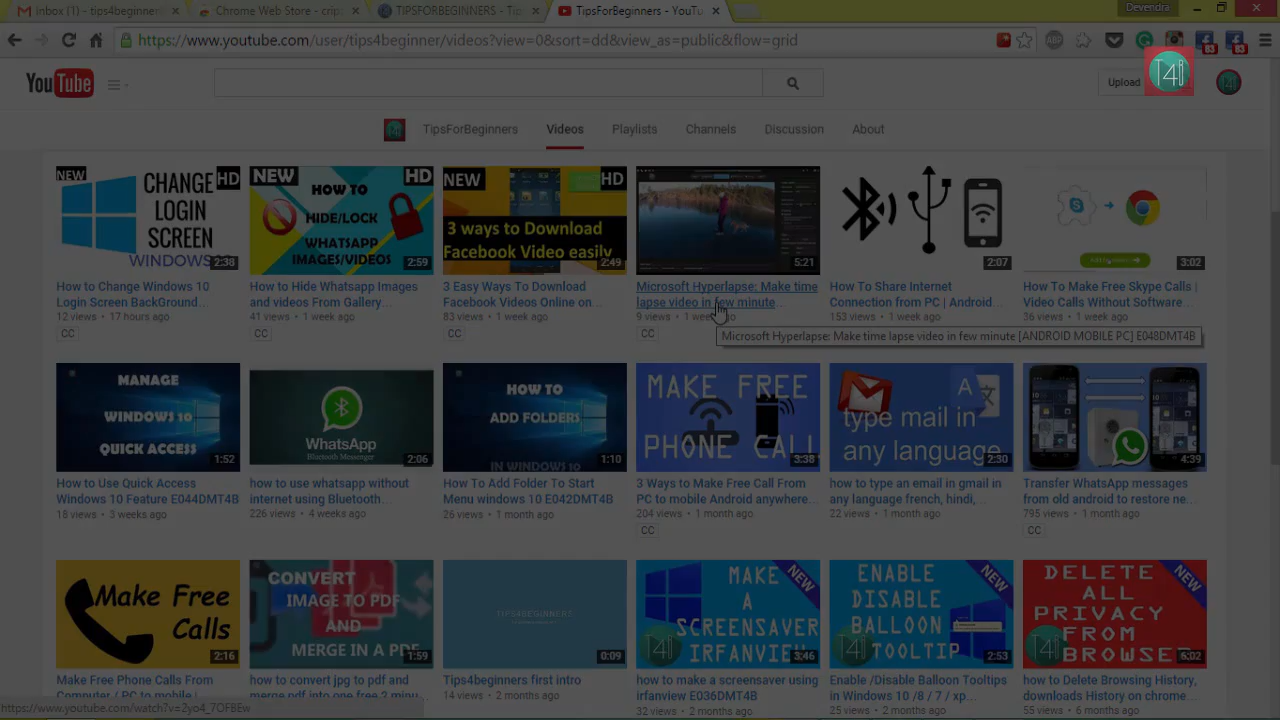 Inbox (1) - tips4beginner
Chrome Web Store - crip
TIPSFORBEGINNERS - Tip
TipsForBeginners - YouTu
Devendra
https://www.youtube.com/user/tips4beginner/videos?view=0&sort=dd&view_as=public&flow=grid
ABP
83
83
YouTube
Upload
T4i
TipsForBeginners
Videos
Playlists
Channels
Discussion
About
NEW
HD
CHANGE
LOGIN
SCREEN
WINDOWS
2:38
NEW
HD
HOW TO
HIDE/LOCK
WHATSAPP
IMAGES/VIDEOS
2:59
NEW
HD
3 ways to Download
Facebook Video easily
2:49
5:21
2:07
3:02
How to Change Windows 10
Login Screen BackGround...
12 views • 17 hours ago
CC
How to Hide Whatsapp Images
and videos From Gallery...
41 views • 1 week ago
CC
3 Easy Ways To Download
Facebook Videos Online on...
83 views • 1 week ago
CC
Microsoft Hyperlapse: Make time
lapse video in few minute...
9 views • 1 week ago
CC
How To Share Internet
Connection from PC | Android...
153 views • 1 week ago
How To Make Free Skype Calls |
Video Calls Without Software...
36 views • 1 week ago
Microsoft Hyperlapse: Make time lapse video in few minute [ANDROID MOBILE PC] E048DMT4B
MANAGE
WINDOWS 10
QUICK ACCESS
1:52
WhatsApp
Bluetooth Messenger
2:06
HOW TO
ADD FOLDERS
IN WINDOWS 10
1:10
MAKE FREE
PHONE CALL
3:38
type mail in
any language
2:30
4:39
How to Use Quick Access
Windows 10 Feature E044DMT4B
18 views • 3 weeks ago
how to use whatsapp without
internet using Bluetooth...
226 views • 4 weeks ago
How To Add Folder To Start
Menu windows 10 E042DMT4B
26 views • 1 month ago
3 Ways to Make Free Call From
PC to mobile Android anywhere...
204 views • 1 month ago
CC
how to type an email in gmail in
any language french, hindi,...
22 views • 1 month ago
Transfer WhatsApp messages
from old android to restore ne...
795 views • 1 month ago
CC
Make Free
Calls
2:16
CONVERT
IMAGE TO PDF
AND
MERGE IN A PDF
1:59
TIPS4BEGINNERS
0:09
MAKE
A
SCREENSAVER
IRFANVIEW
NEW
3:46
ENABLE
DISABLE
BALLOON
TOOLTIP
NEW
2:53
DELETE
ALL
PRIVACY
FROM
BROWSER
NEW
6:02
Make Free Phone Calls From
Computer / PC to mobile |
how to convert jpg to pdf and
merge pdf into one free 2 minu
Tips4beginners first intro
14 views • 2 months ago
how to make a screensaver using
irfanview E036DMT4B
32 views • 2 months ago
Enable /Disable Balloon Tooltips
in Windows 10 /8 / 7 / xp...
28 views • 2 months ago
how to Delete Browsing History,
downloads History on chrome...
55 views • 6 months ago
https://www.youtube.com/watch?v=2yo4_7OFBEw